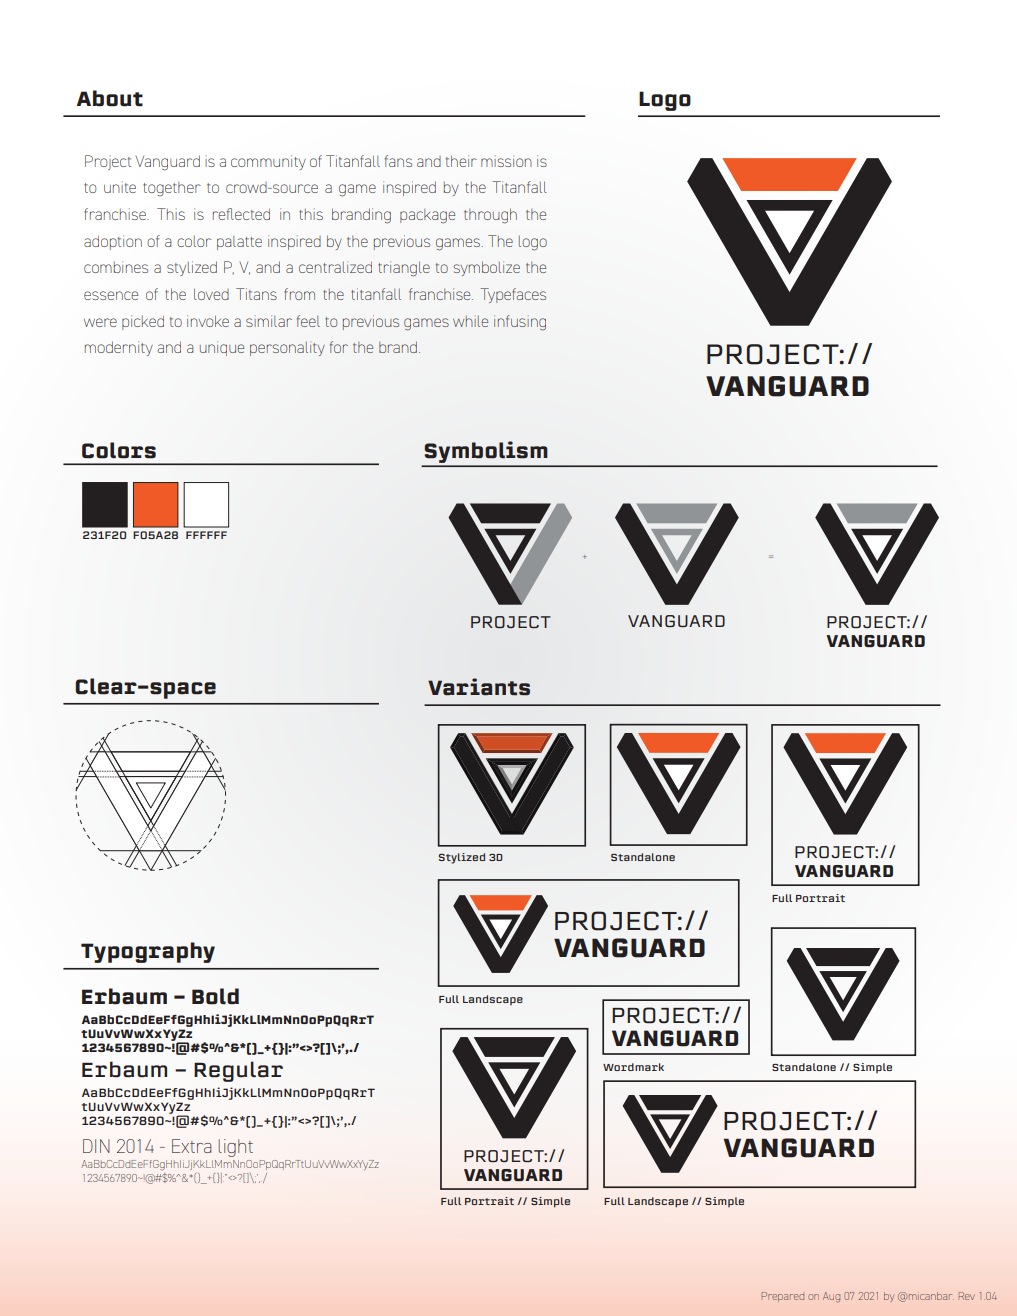 About
Project Vanguard is a community of Titanfall fans and their mission is
to unite together to crowd-source a game inspired by the Titanfall
franchise. This is reflected in this branding package through the
adoption of a color palatte inspired by the previous games. The logo
combines a stylized P, V, and a centralized triangle to symbolize the
essence of the loved Titans from the titanfall franchise. Typefaces
were picked to invoke a similar feel to previous games while infusing
modernity and a unique personality for the brand.
Logo
PROJECT://
VANGUARD
Colors
231F20 F05A28 FFFFFF
Symbolism
+ =
PROJECT
VANGUARD
PROJECT://
VANGUARD
Clear-space
Variants
Stylized 3D
Standalone
PROJECT://
VANGUARD
Full Portrait
PROJECT://
VANGUARD
Full Landscape
PROJECT://
VANGUARD
Wordmark
Standalone // Simple
PROJECT://
VANGUARD
Full Portrait // Simple
PROJECT://
VANGUARD
Full Landscape // Simple
Typography
Erbaum - Bold
AaBbCcDdEeFfGgHhIiJjKkLlMmNnOoPpQqRrT
tUuVvWwXxYyZz
1234567890~!@#$%^&*()_+{}|:"<>?[]\;',./
Erbaum - Regular
AaBbCcDdEeFfGgHhIiJjKkLlMmNnOoPpQqRrT
tUuVvWwXxYyZz
1234567890~!@#$%^&*()_+{}|:"<>?[]\;',./
DIN 2014 - Extra light
AaBbCcDdEeFfGgHhIiJjKkLlMmNnOoPpQqRrTtUuVvWwXxYyZz
1234567890~!@#$%^&*()_+{}|:"<>?[]\;',./
Prepared on Aug 07 2021 by @micanbar. Rev 1.04